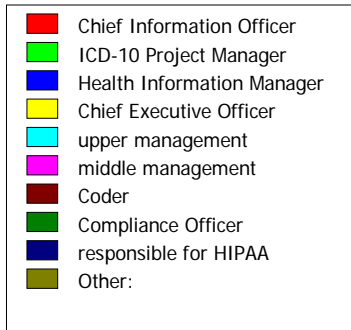 Chief Information Officer
ICD-10 Project Manager
Health Information Manager
Chief Executive Officer
upper management
middle management
Coder
Compliance Officer
responsible for HIPAA
Other: